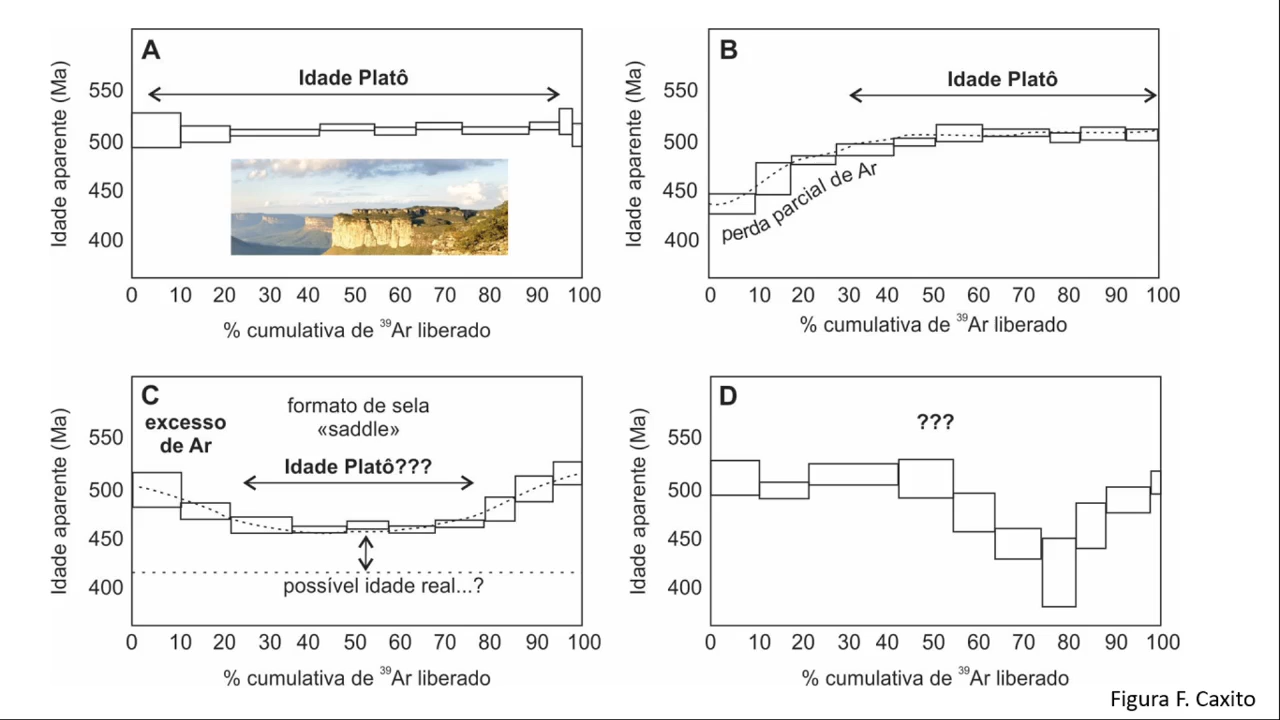 A
Idade Platô
550
500
450
400
Idade aparente (Ma)
0 10 20 30 40 50 60 70 80 90 100
% cumulativa de ³⁹Ar liberado
B
Idade Platô
550
500
450
400
Idade aparente (Ma)
perda parcial de Ar
0 10 20 30 40 50 60 70 80 90 100
% cumulativa de ³⁹Ar liberado
C
excesso
de Ar
formato de sela
«saddle»
Idade Platô???
550
500
450
400
Idade aparente (Ma)
possível idade real...?
0 10 20 30 40 50 60 70 80 90 100
% cumulativa de ³⁹Ar liberado
D
???
550
500
450
400
Idade aparente (Ma)
0 10 20 30 40 50 60 70 80 90 100
% cumulativa de ³⁹Ar liberado
Figura F. Caxito